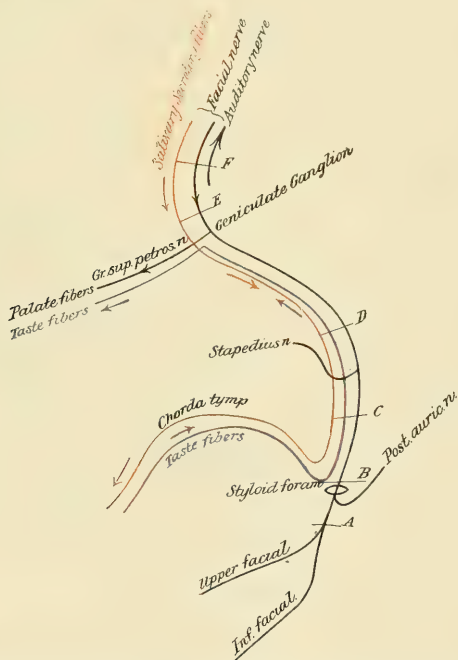 Salivary Secretory fibers
Facial nerve
Auditory nerve
F
E
Geniculate Ganglion
Gr. sup. petros. n
Palate fibers
Taste fibers
D
Stapedius n
C
Chorda tymp
Taste fibers
Post. auric. n.
B
Styloid foram
A
Upper facial
Inf. facial.